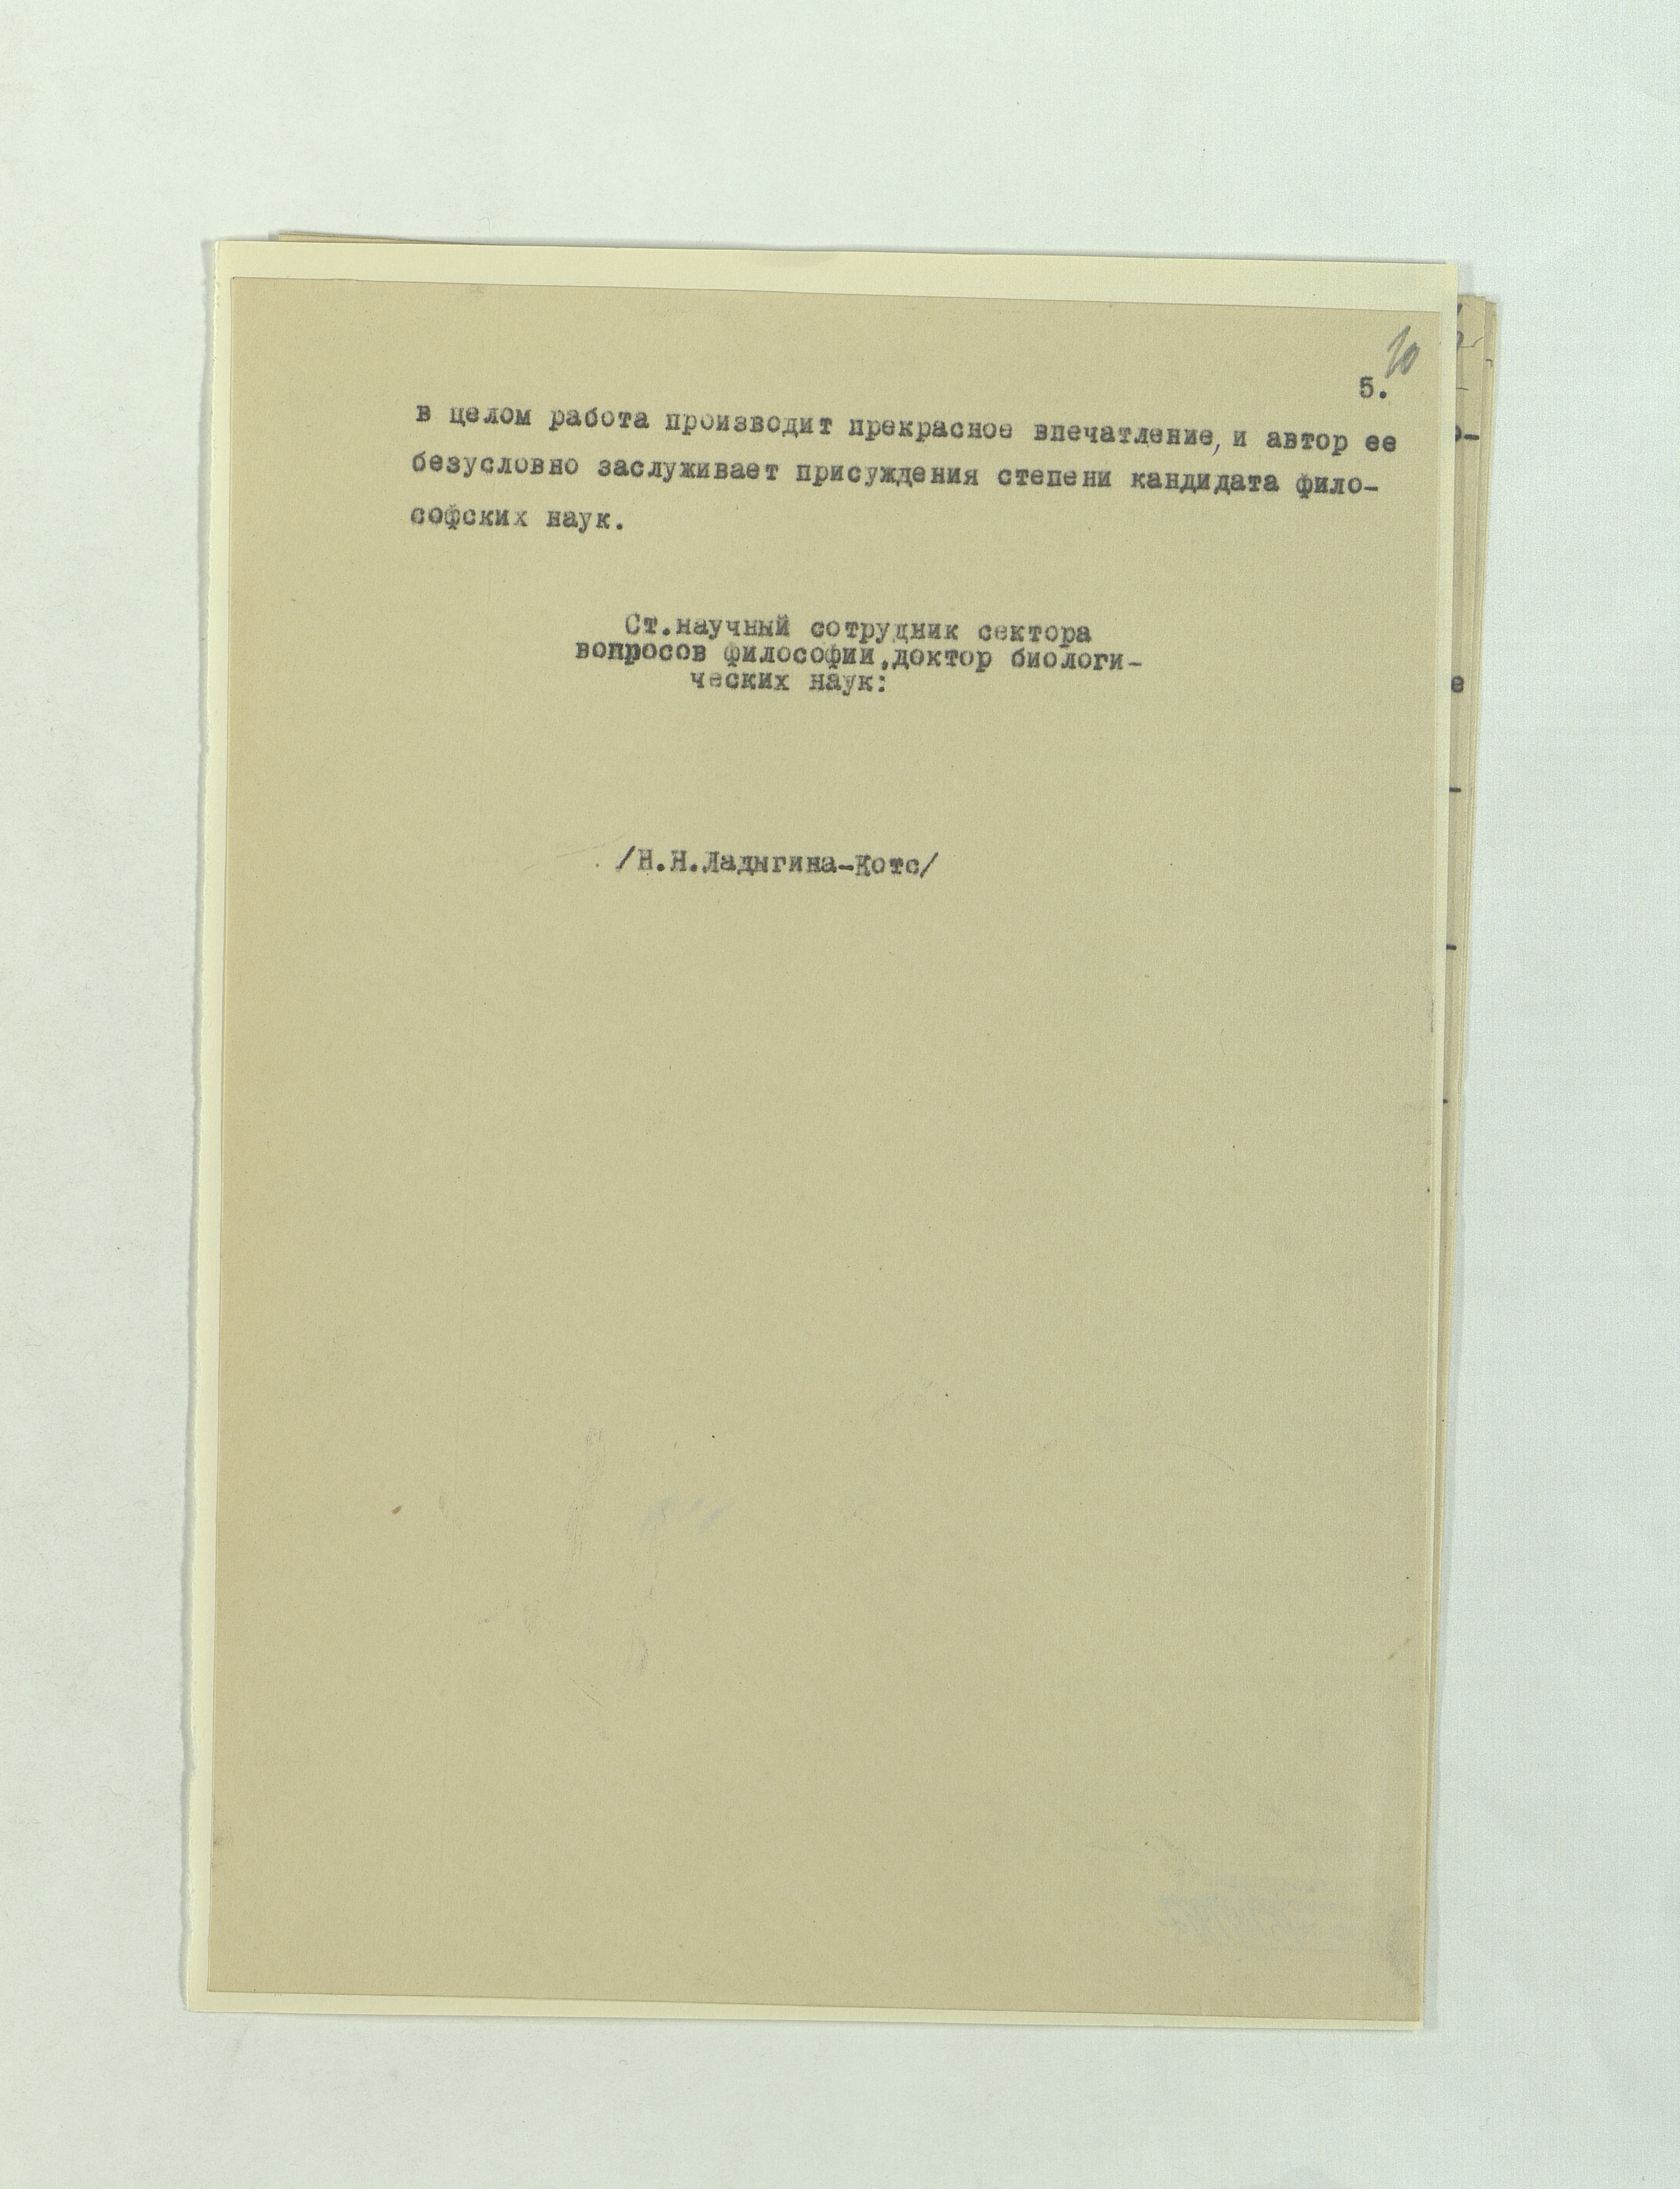 10
5.
в целом работа производит прекрасное впечатление, и автор ее
безусловно заслуживает присуждения степени кандидата фило-
софских наук.
Ст.научный сотрудник сектора
вопросов философии,доктор биологи-
ческих наук:
/Н.Н.Ладыгина-Котс/